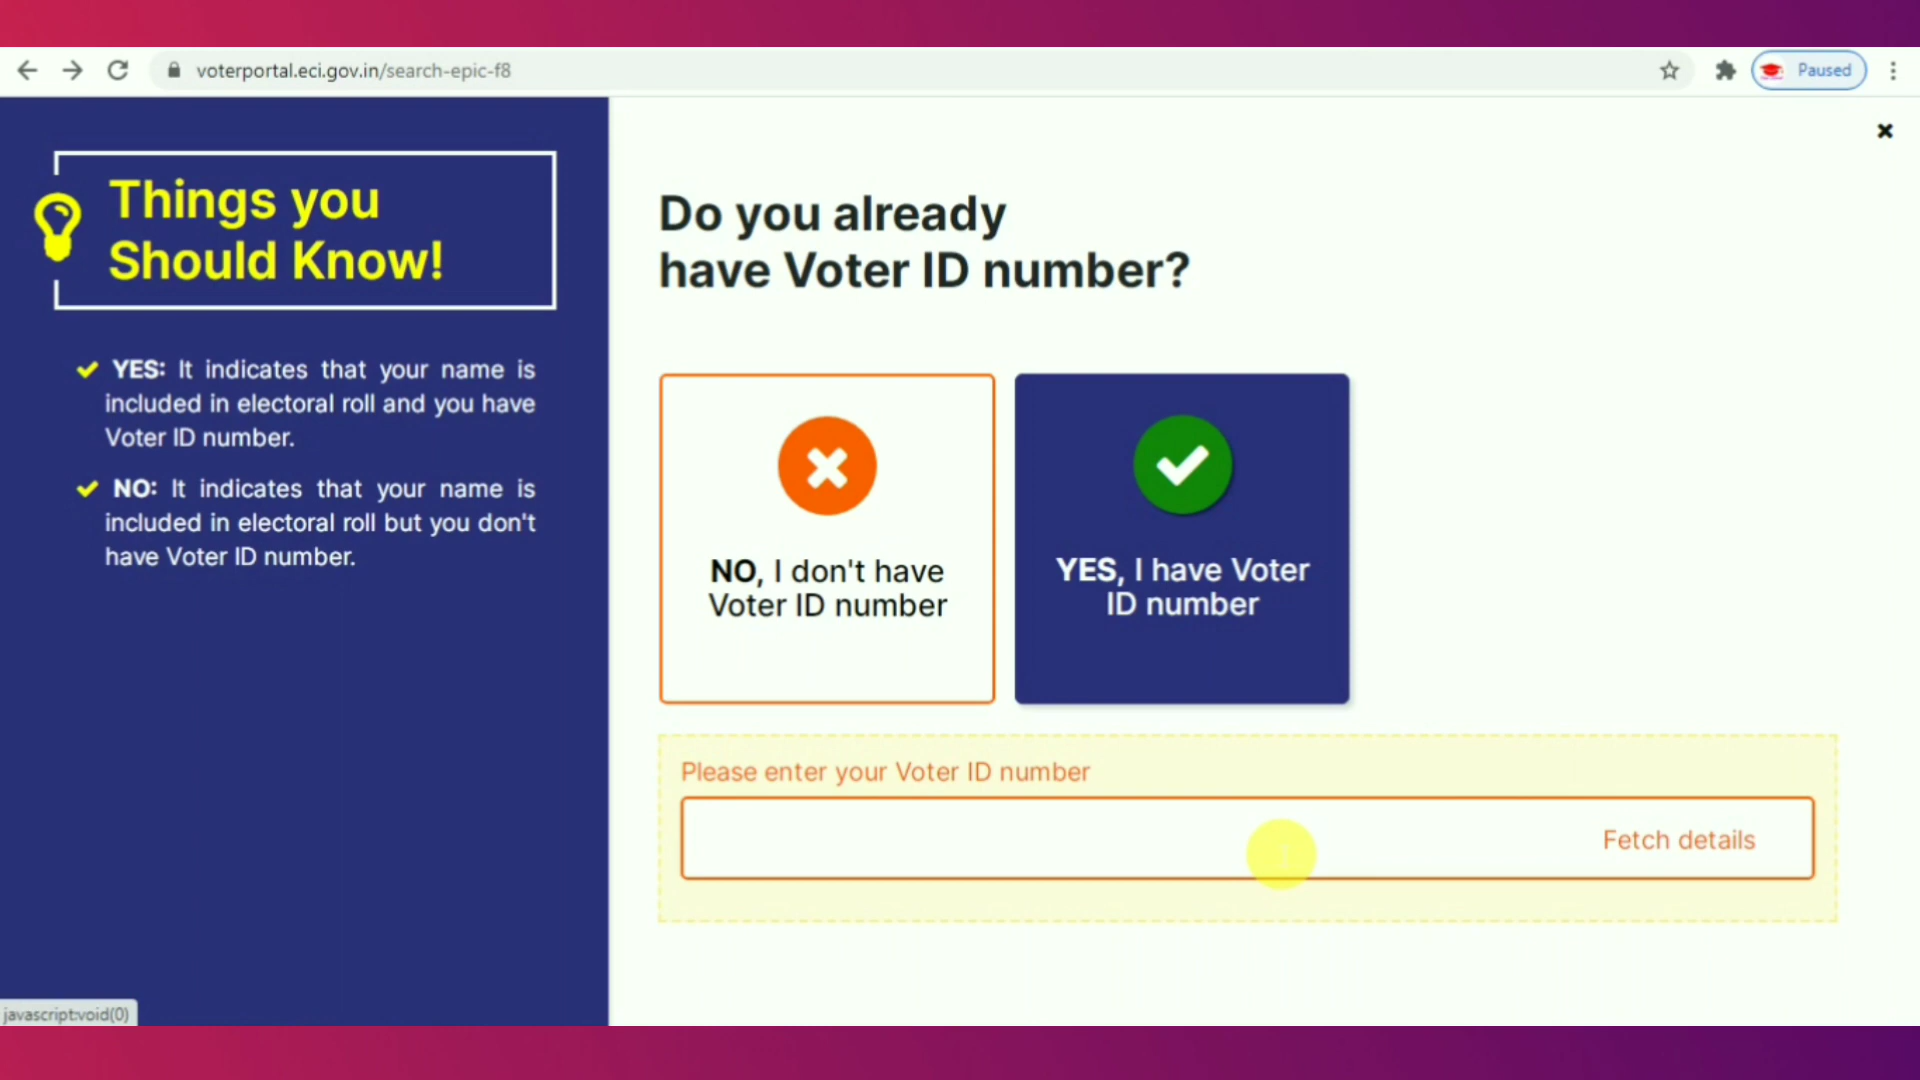 voterportal.eci.gov.in/search-epic-f8
Paused
Things you
Should Know!
YES: It indicates that your name is
included in electoral roll and you have
Voter ID number.
NO: It indicates that your name is
included in electoral roll but you don't
have Voter ID number.
Do you already
have Voter ID number?
NO, I don't have
Voter ID number
YES, I have Voter
ID number
Please enter your Voter ID number
Fetch details
javascript:void(0)